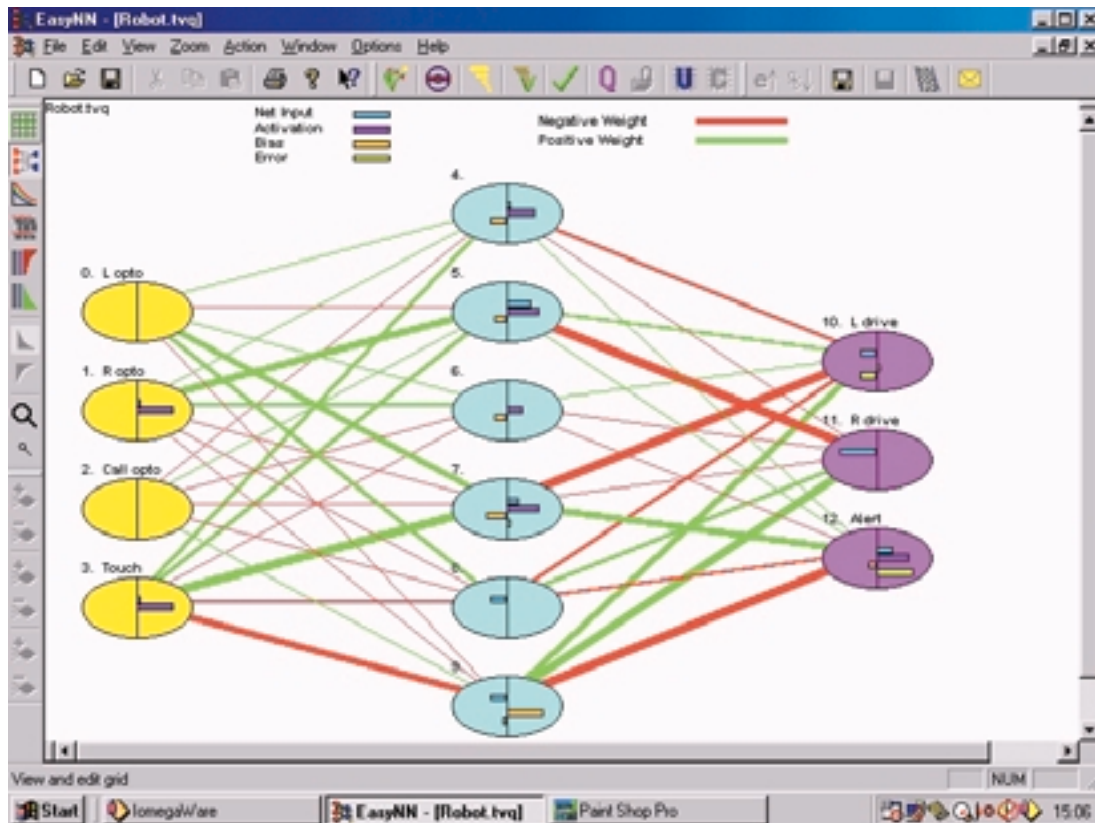 EasyNN - [Robot.tvq]
File Edit View Zoom Action Window Options Help
Robot.tvq
Net Input
Activation
Bias
Error
Negative Weight
Positive Weight
4.
0. L opto
5.
10. L drive
1. R opto
6.
11. R drive
2. Call opto
7.
12. Alert
3. Touch
8
9.
View and edit grid
NUM
Start
IomegaWare
EasyNN - [Robot.tvq]
Paint Shop Pro
15:06